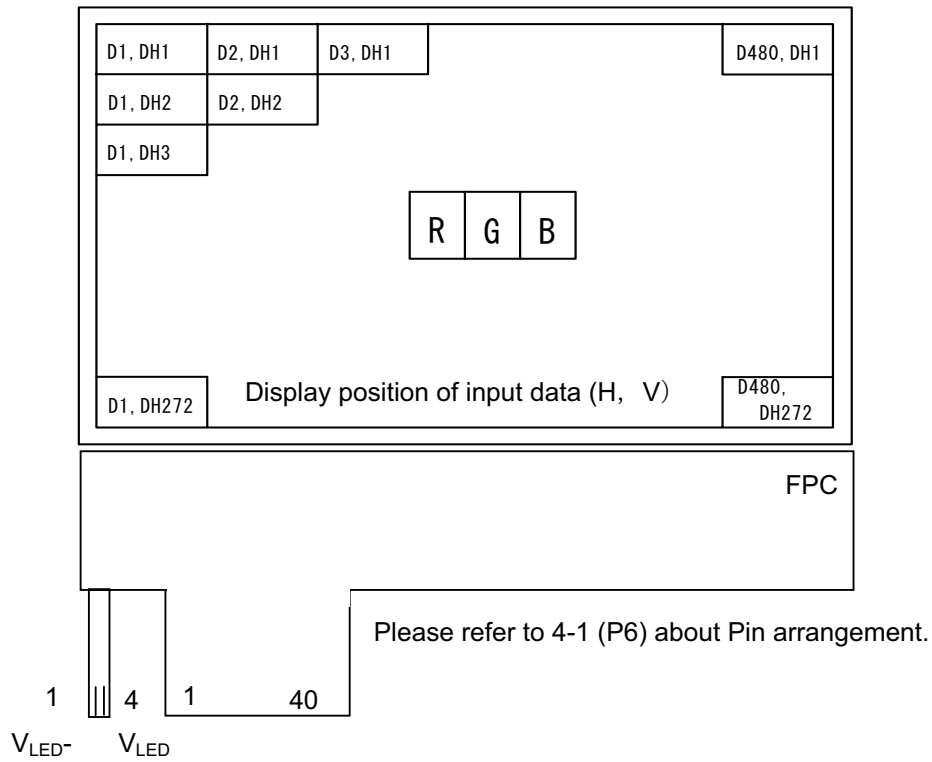 D1, DH1 D2, DH1 D3, DH1 D480, DH1
D1, DH2 D2, DH2
D1, DH3
R G B
D1, DH272 Display position of input data (H, V) D480,
DH272
FPC
Please refer to 4-1 (P6) about Pin arrangement.
1 4 1 40
VLED- VLED